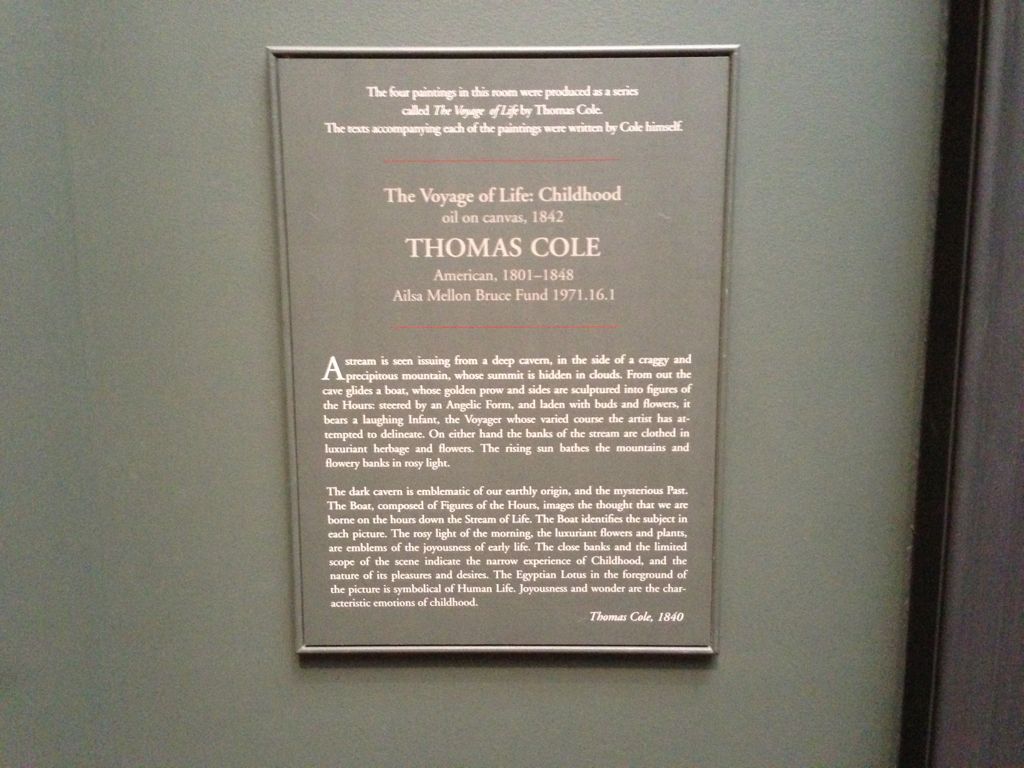 The four paintings in this room were produced as a series
called The Voyage of Life by Thomas Cole.
The texts accompanying each of the paintings were written by Cole himself.
The Voyage of Life: Childhood
oil on canvas, 1842
THOMAS COLE
American, 1801–1848
Ailsa Mellon Bruce Fund 1971.16.1
A stream is seen issuing from a deep cavern, in the side of a craggy and
precipitous mountain, whose summit is hidden in clouds. From out the
cave glides a boat, whose golden prow and sides are sculptured into figures of
the Hours: steered by an Angelic Form, and laden with buds and flowers, it
bears a laughing Infant, the Voyager whose varied course the artist has at-
tempted to delineate. On either hand the banks of the stream are clothed in
luxuriant herbage and flowers. The rising sun bathes the mountains and
flowery banks in rosy light.
The dark cavern is emblematic of our earthly origin, and the mysterious Past.
The Boat, composed of Figures of the Hours, images the thought that we are
borne on the hours down the Stream of Life. The Boat identifies the subject in
each picture. The rosy light of the morning, the luxuriant flowers and plants,
are emblems of the joyousness of early life. The close banks and the limited
scope of the scene indicate the narrow experience of Childhood, and the
nature of its pleasures and desires. The Egyptian Lotus in the foreground of
the picture is symbolical of Human Life. Joyousness and wonder are the char-
acteristic emotions of childhood.
Thomas Cole, 1840